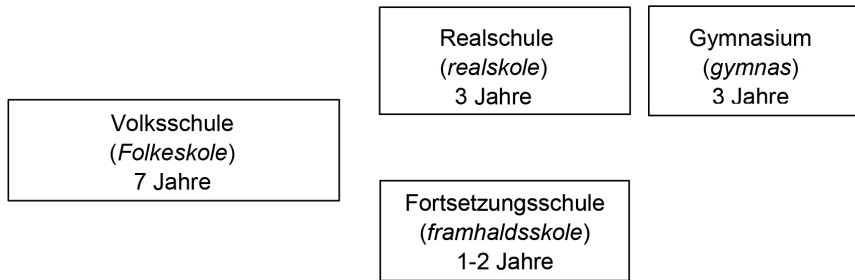 Realschule
(realskole)
3 Jahre
Gymnasium
(gymnas)
3 Jahre
Volksschule
(Folkeskole)
7 Jahre
Fortsetzungsschule
(framhaldsskole)
1-2 Jahre